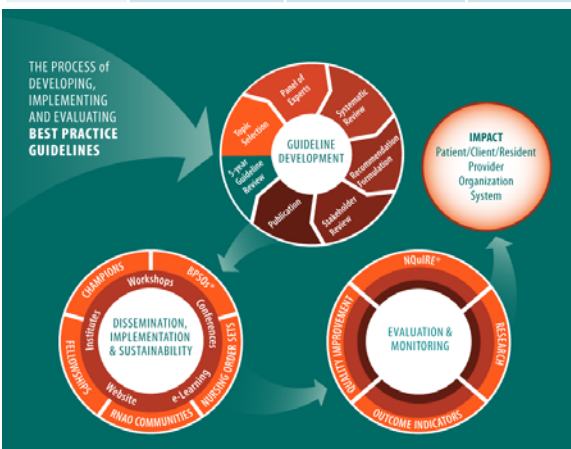 THE PROCESS of
DEVELOPING,
IMPLEMENTING
AND EVALUATING
BEST PRACTICE
GUIDELINES
GUIDELINE
DEVELOPMENT
Topic
Selection
Panel of
Experts
Systematic
Review
Recommendation
Formulation
Stakeholder
Review
Publication
5-year
Guideline
Review
IMPACT
Patient/Client/Resident
Provider
Organization
System
DISSEMINATION,
IMPLEMENTATION
& SUSTAINABILITY
CHAMPIONS
BPSOs®
NURSING ORDER SETS
RNAO COMMUNITIES
FELLOWSHIPS
Workshops
Conferences
e-Learning
Website
Institutes
EVALUATION &
MONITORING
NQuIRE®
RESEARCH
OUTCOME INDICATORS
QUALITY IMPROVEMENT